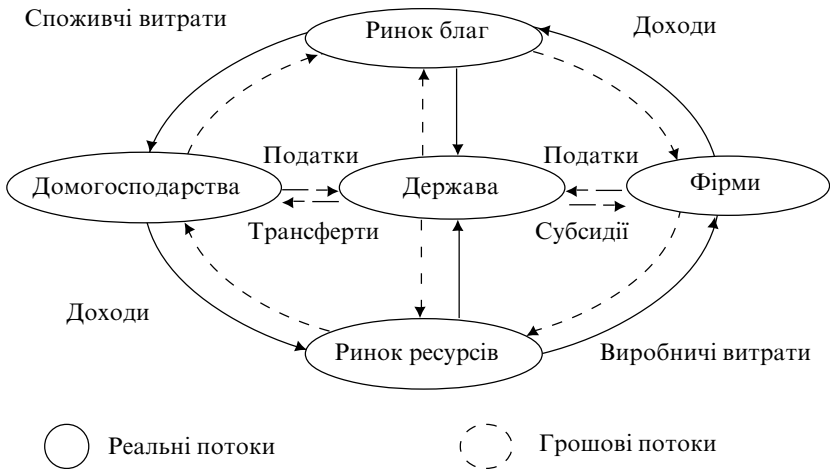 Споживчі витрати
Ринок благ
Доходи
Податки
Податки
Домогосподарства
Держава
Фірми
Трансферти
Субсидії
Доходи
Ринок ресурсів
Виробничі витрати
Реальні потоки
Грошові потоки